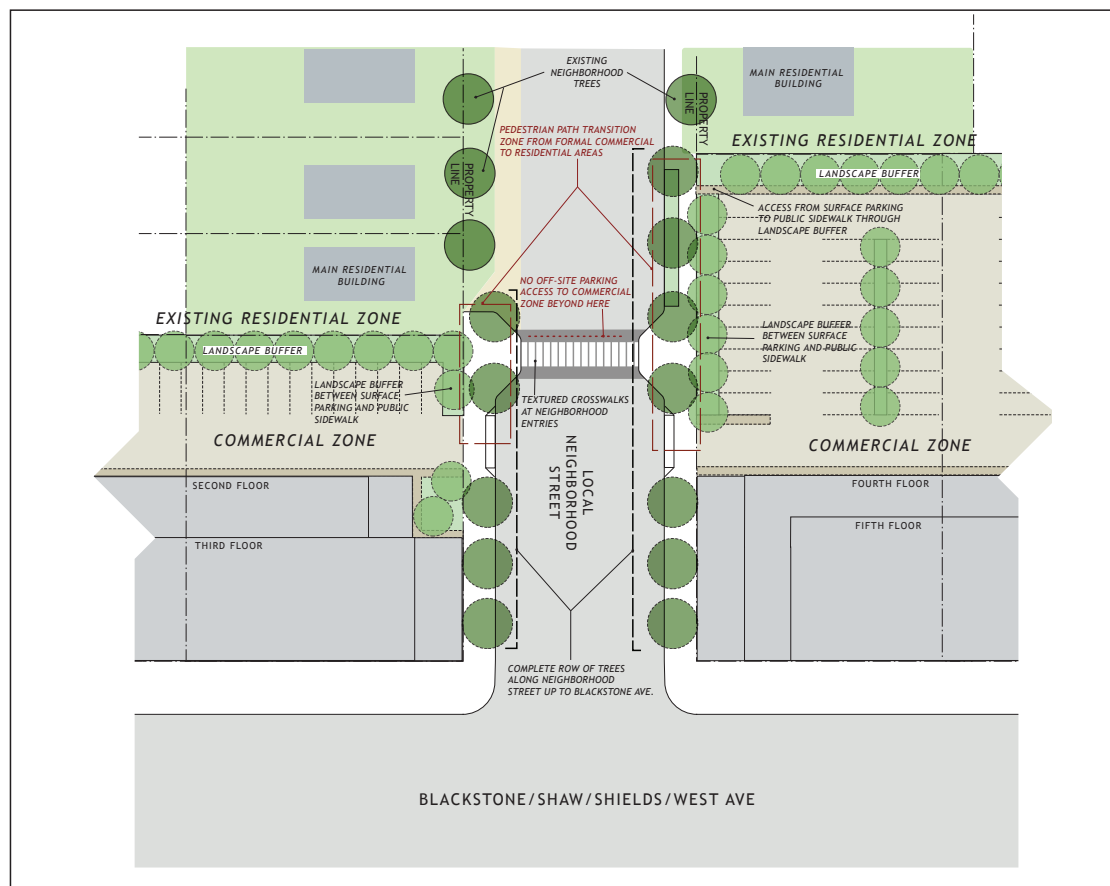 EXISTING
NEIGHBORHOOD
TREES
MAIN RESIDENTIAL
BUILDING
PROPERTY
LINE
PEDESTRIAN PATH TRANSITION
ZONE FROM FORMAL COMMERCIAL
TO RESIDENTIAL AREAS
EXISTING RESIDENTIAL ZONE
LANDSCAPE BUFFER
PROPERTY
LINE
ACCESS FROM SURFACE PARKING
TO PUBLIC SIDEWALK THROUGH
LANDSCAPE BUFFER
MAIN RESIDENTIAL
BUILDING
NO OFF-SITE PARKING
ACCESS TO COMMERCIAL
ZONE BEYOND HERE
EXISTING RESIDENTIAL ZONE
LANDSCAPE BUFFER
LANDSCAPE BUFFER
BETWEEN SURFACE
PARKING AND PUBLIC
SIDEWALK
LANDSCAPE BUFFER
BETWEEN SURFACE
PARKING AND PUBLIC
SIDEWALK
TEXTURED CROSSWALKS
AT NEIGHBORHOOD
ENTRIES
COMMERCIAL ZONE
COMMERCIAL ZONE
LOCAL
NEIGHBORHOOD
STREET
SECOND FLOOR
FOURTH FLOOR
FIFTH FLOOR
THIRD FLOOR
COMPLETE ROW OF TREES
ALONG NEIGHBORHOOD
STREET UP TO BLACKSTONE AVE.
BLACKSTONE/SHAW/SHIELDS/WEST AVE